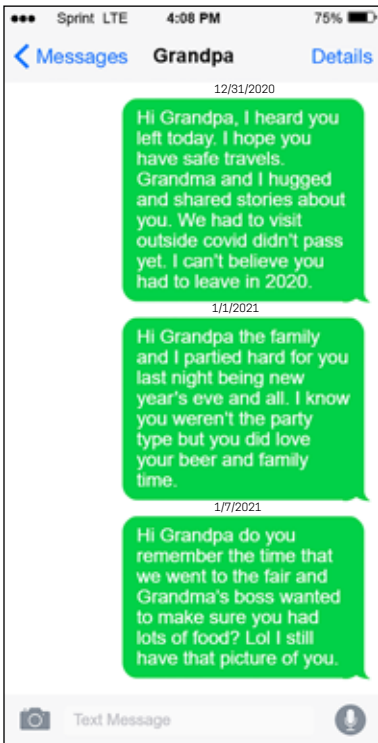 Sprint LTE 4:08 PM 75%
Messages Grandpa Details
12/31/2020
Hi Grandpa, I heard you
left today. I hope you
have safe travels.
Grandma and I hugged
and shared stories about
you. We had to visit
outside covid didn't pass
yet. I can't believe you
had to leave in 2020.
1/1/2021
Hi Grandpa the family
and I partied hard for you
last night being new
year's eve and all. I know
you weren't the party
type but you did love
your beer and family
time.
1/7/2021
Hi Grandpa do you
remember the time that
we went to the fair and
Grandma's boss wanted
to make sure you had
lots of food? Lol I still
have that picture of you.
Text Message